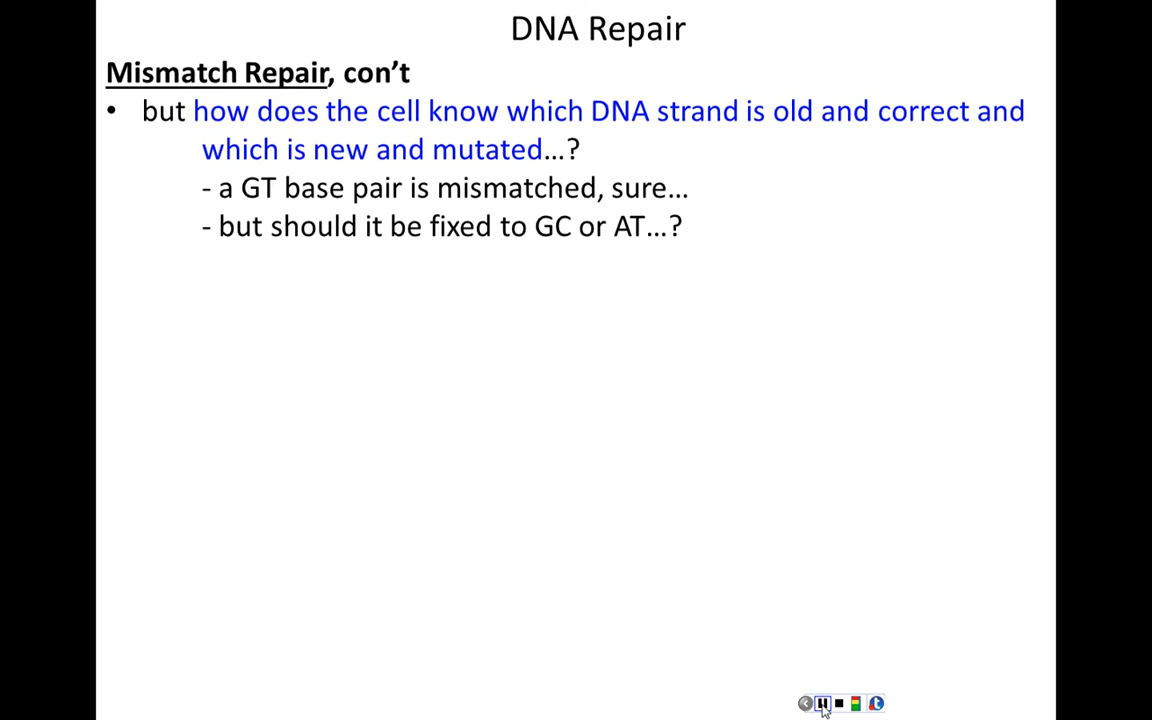 DNA Repair
Mismatch Repair, con’t
• but how does the cell know which DNA strand is old and correct and
which is new and mutated…?
- a GT base pair is mismatched, sure…
- but should it be fixed to GC or AT…?